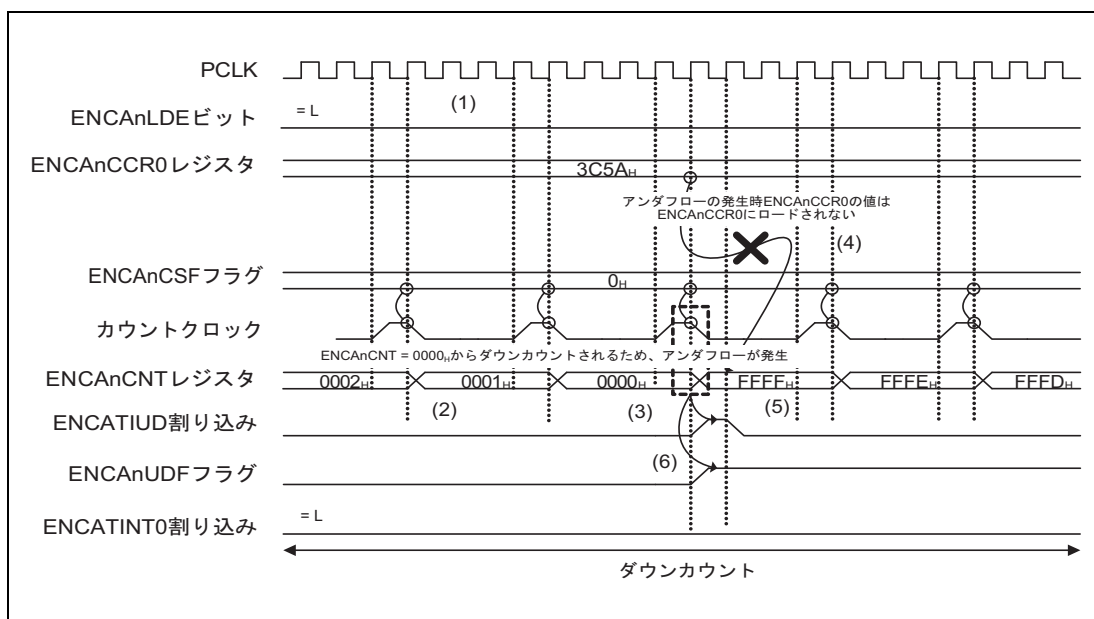 PCLK
(1)
ENCAnLDEビット
= L
ENCAnCCR0レジスタ
3C5AH
アンダフローの発生時ENCAnCCR0の値は
ENCAnCCR0にロードされない
(4)
ENCAnCSFフラグ
0H
カウントクロック
ENCAnCNT = 0000Hからダウンカウントされるため、アンダフローが発生
ENCAnCNTレジスタ
0002H
0001H
0000H
FFFFH
FFFEH
FFFDH
(2)
(3)
(5)
ENCATIUD割り込み
(6)
ENCAnUDFフラグ
ENCATINT0割り込み
= L
ダウンカウント